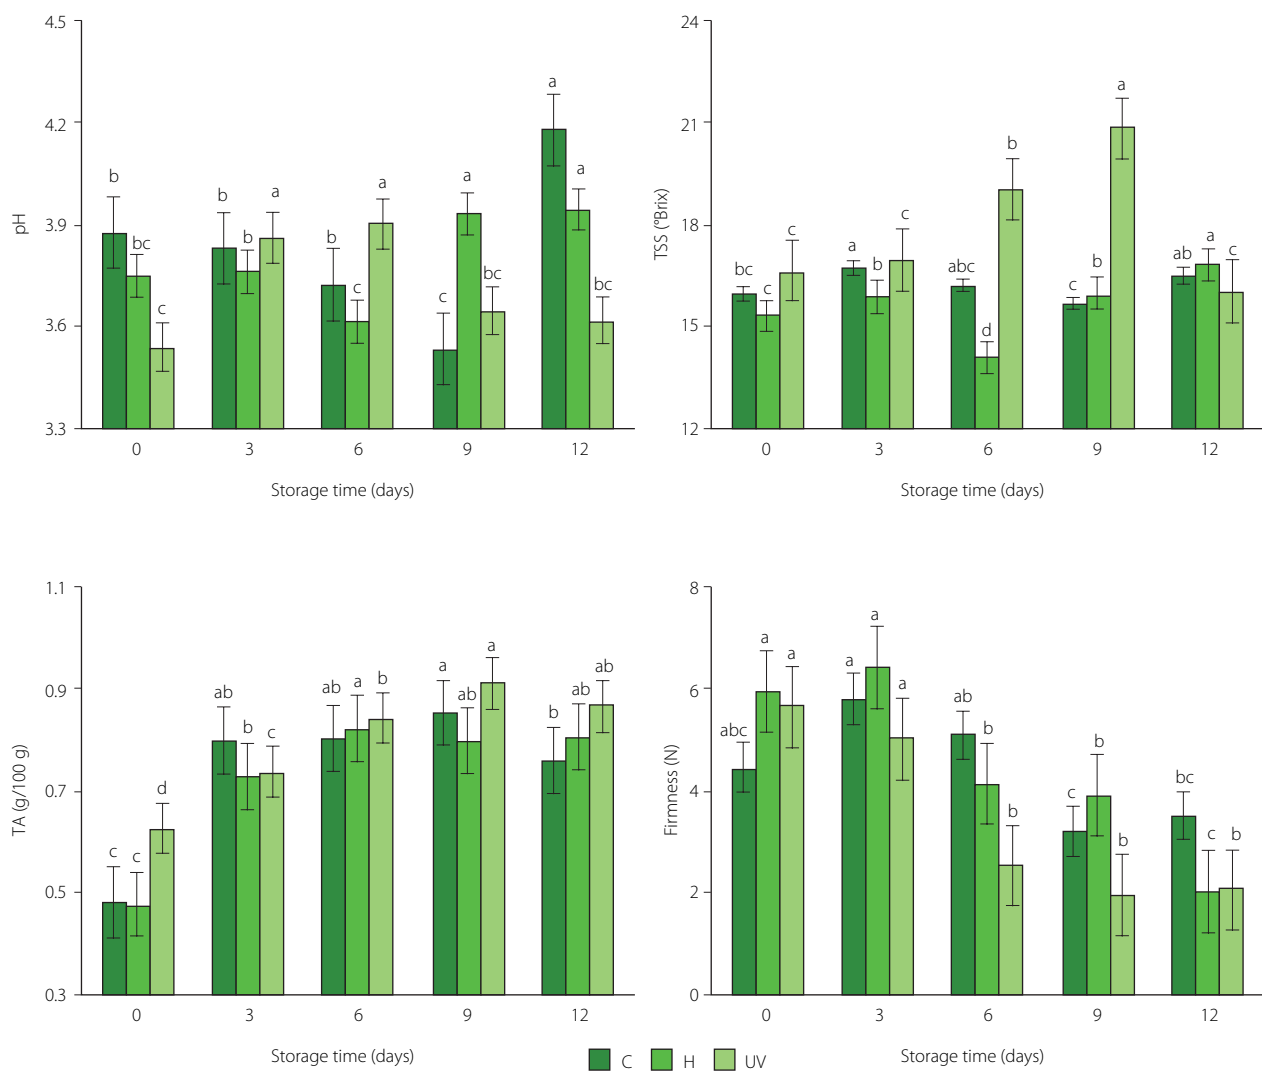 4.5
4.2
3.9
3.6
3.3
pH
b
bc
c
b
b
a
b
c
a
c
a
bc
a
a
bc
0 3 6 9 12
Storage time (days)
24
21
18
15
12
TSS (°Brix)
bc
c
c
a
b
c
abc
d
b
c
b
a
ab
a
c
0 3 6 9 12
Storage time (days)
1.1
0.9
0.7
0.5
0.3
TA (g/100 g)
c
c
d
ab
b
c
ab
a
b
a
ab
a
b
ab
ab
0 3 6 9 12
Storage time (days)
8
6
4
2
0
Firmness (N)
abc
a
a
a
a
a
ab
b
b
c
b
b
bc
c
b
0 3 6 9 12
Storage time (days)
C H UV